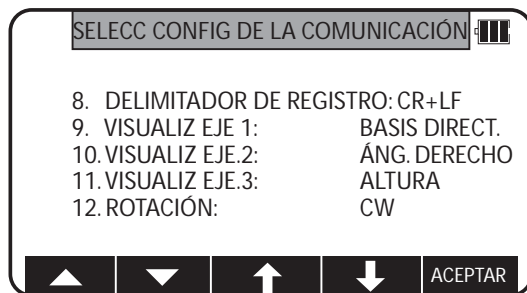 SELECC CONFIG DE LA COMUNICACIÓN
8. DELIMITADOR DE REGISTRO: CR+LF
9. VISUALIZ EJE 1: BASIS DIRECT.
10. VISUALIZ EJE.2: ÁNG. DERECHO
11. VISUALIZ EJE.3: ALTURA
12. ROTACIÓN: CW
ACEPTAR